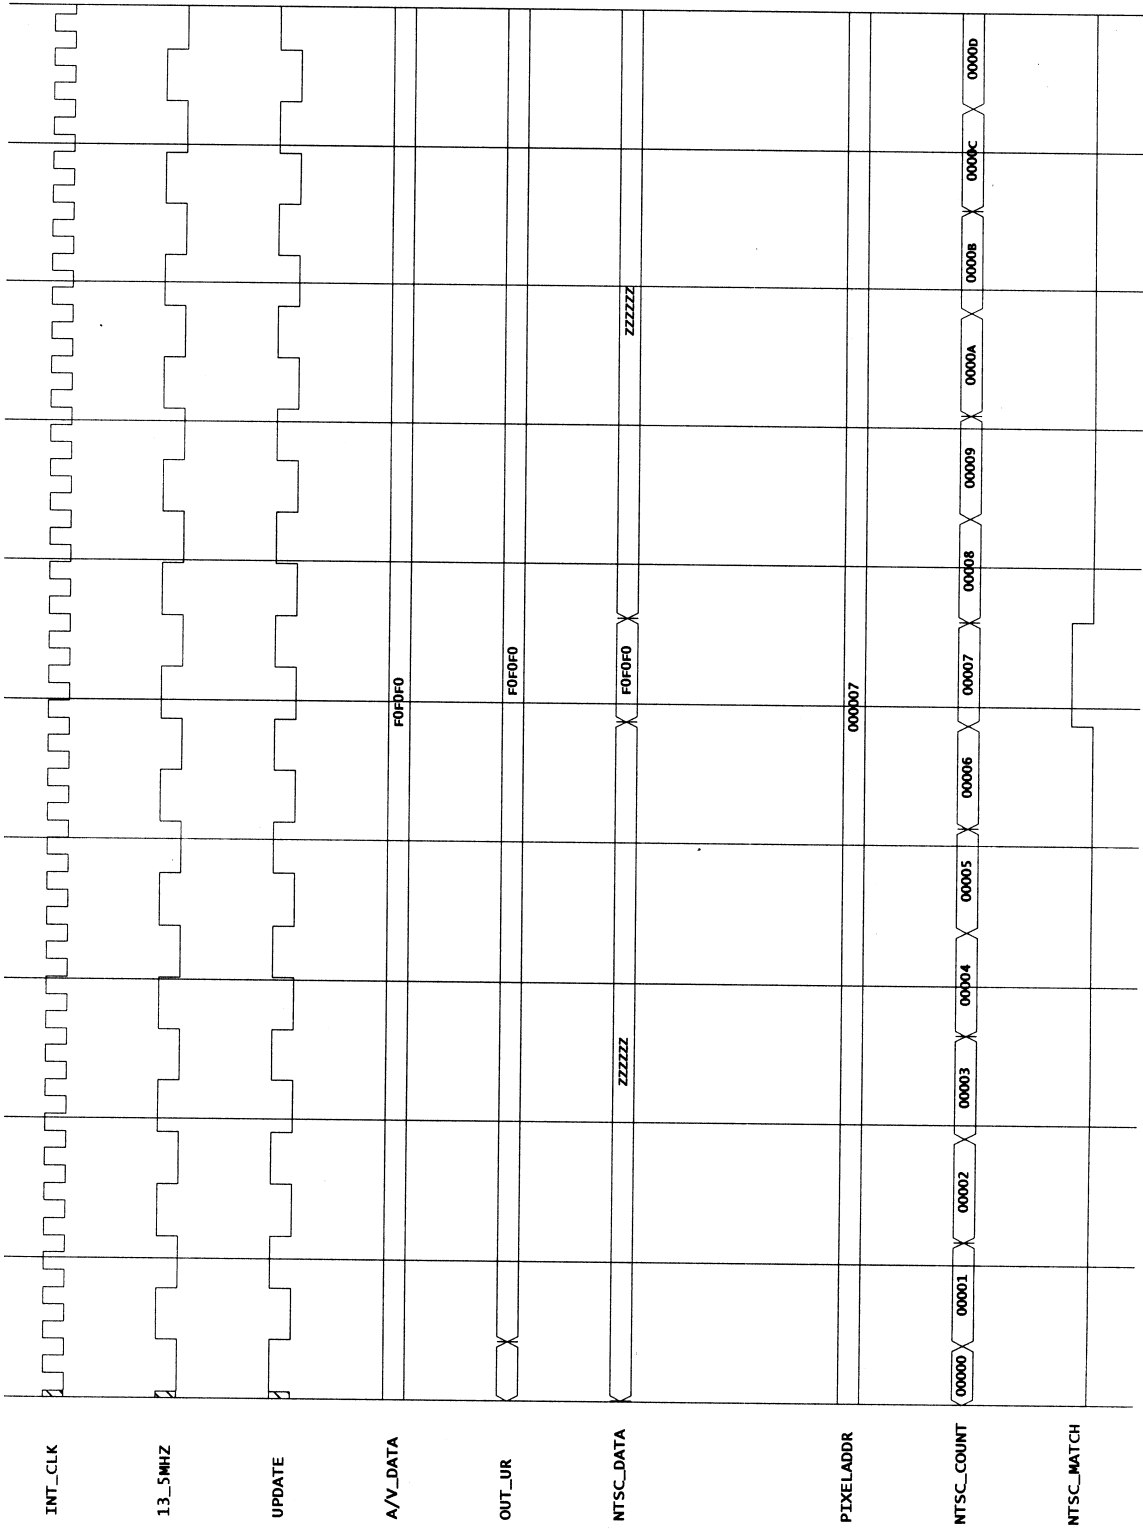 INT_CLK
13_5MHZ
UPDATE
A/V_DATA F0F0F0
OUT_UR F0F0F0
NTSC_DATA ZZZZZZ F0F0F0 ZZZZZZ
PIXELADDR 000007
NTSC_COUNT 00000 00001 00002 00003 00004 00005 00006 00007 00008 00009 0000A 0000B 0000C 0000D
NTSC_MATCH